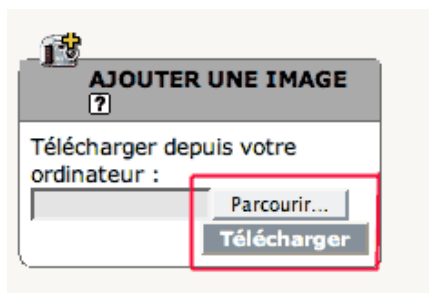 AJOUTER UNE IMAGE
?
Télécharger depuis votre
ordinateur :
Parcourir...
Télécharger